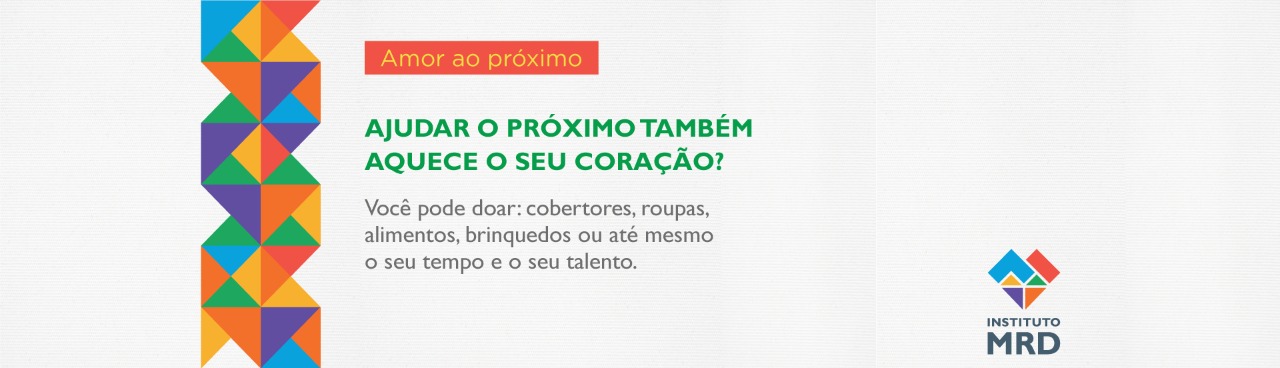 Amor ao próximo
AJUDAR O PRÓXIMO TAMBÉM
AQUECE O SEU CORAÇÃO?
Você pode doar: cobertores, roupas,
alimentos, brinquedos ou até mesmo
o seu tempo e o seu talento.
INSTITUTO
MRD